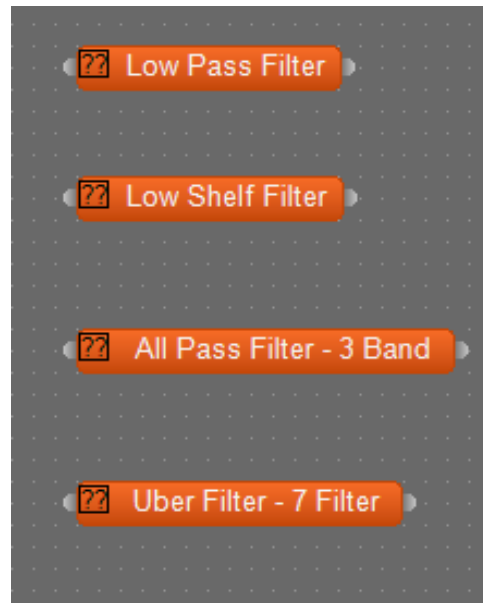 ?? Low Pass Filter
?? Low Shelf Filter
?? All Pass Filter - 3 Band
?? Uber Filter - 7 Filter